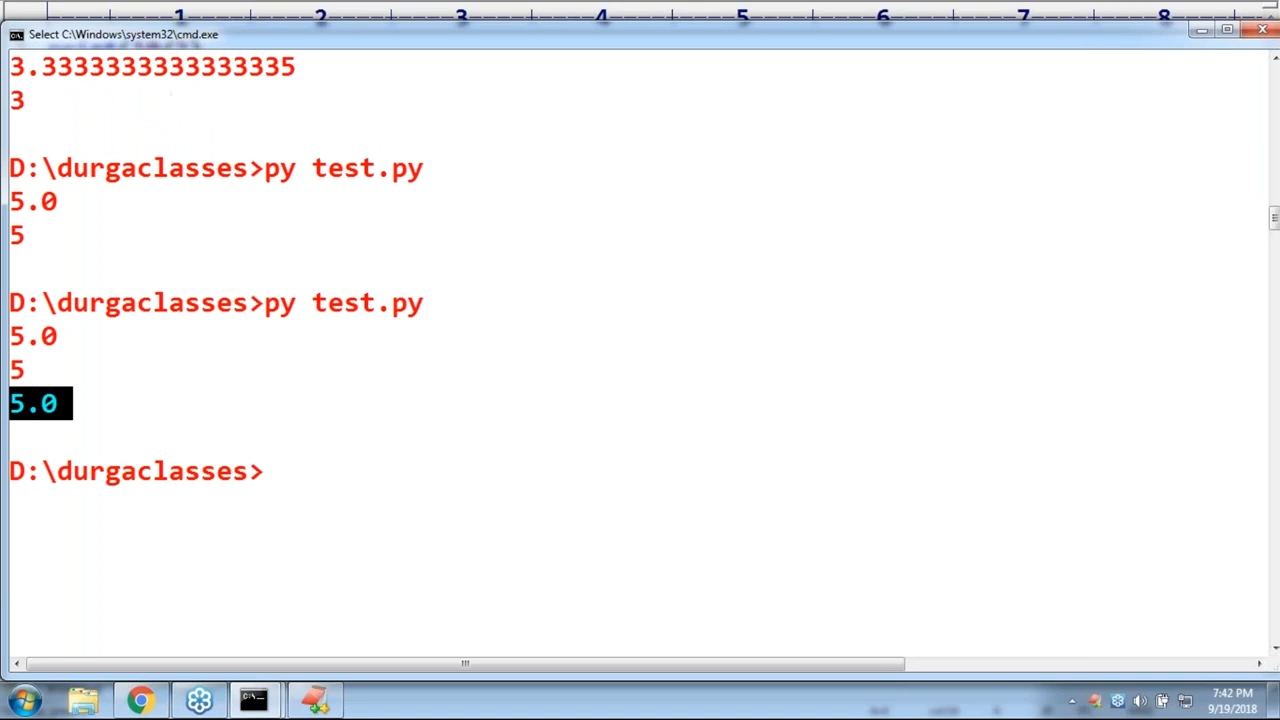 1 2 3 4 5 6 7 8
Select C:\Windows\system32\cmd.exe
3.3333333333333335
3
D:\durgaclasses>py test.py
5.0
5
D:\durgaclasses>py test.py
5.0
5
5.0
D:\durgaclasses>
C:\_
7:42 PM
9/19/2018